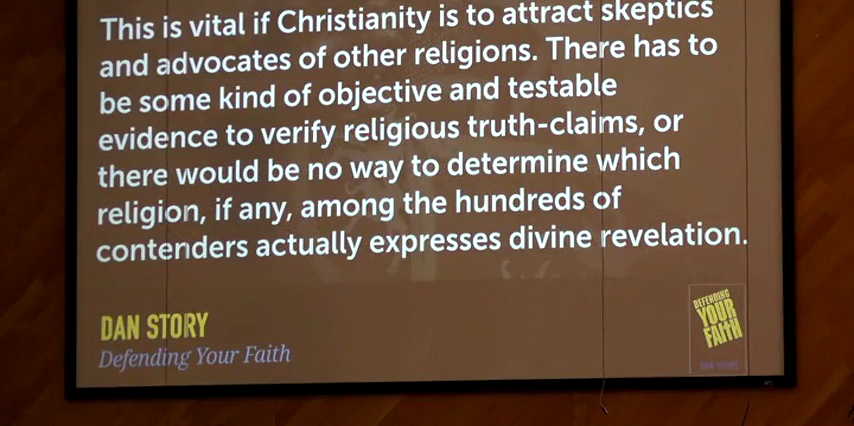 This is vital if Christianity is to attract skeptics
and advocates of other religions. There has to
be some kind of objective and testable
evidence to verify religious truth-claims, or
there would be no way to determine which
religion, if any, among the hundreds of
contenders actually expresses divine revelation.
DAN STORY
Defending Your Faith
DEFENDING
YOUR
FAITH
DAN STORY